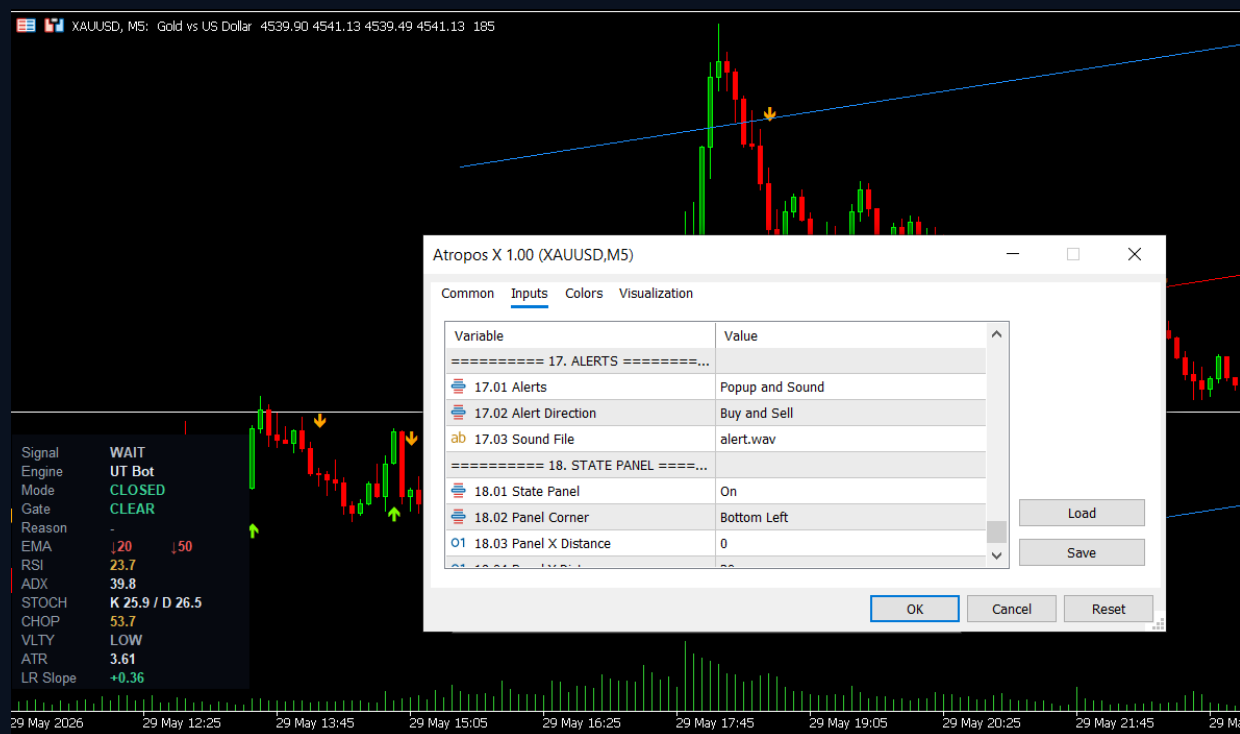 XAUUSD, M5: Gold vs US Dollar 4539.90 4541.13 4539.49 4541.13 185
Atropos X 1.00 (XAUUSD,M5)
Common Inputs Colors Visualization
Variable Value
========== 17. ALERTS ========...
17.01 Alerts Popup and Sound
17.02 Alert Direction Buy and Sell
ab 17.03 Sound File alert.wav
========== 18. STATE PANEL ====...
18.01 State Panel On
18.02 Panel Corner Bottom Left
01 18.03 Panel X Distance 0
Load
Save
OK Cancel Reset
Signal WAIT
Engine UT Bot
Mode CLOSED
Gate CLEAR
Reason -
EMA ↓20 ↓50
RSI 23.7
ADX 39.8
STOCH K 25.9 / D 26.5
CHOP 53.7
VLTY LOW
ATR 3.61
LR Slope +0.36
29 May 2026 29 May 12:25 29 May 13:45 29 May 15:05 29 May 16:25 29 May 17:45 29 May 19:05 29 May 20:25 29 May 21:45